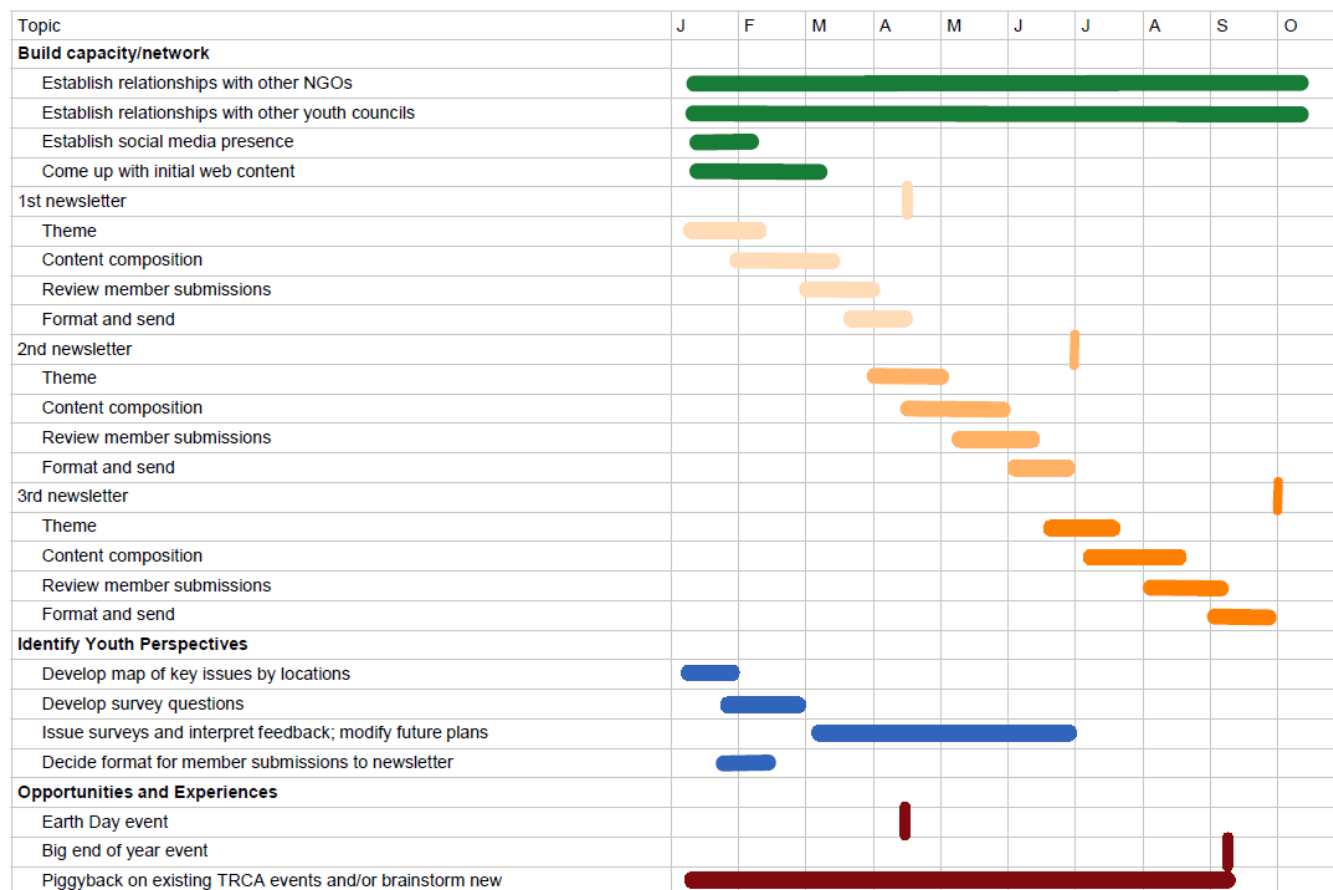 Topic J F M A M J J A S O
Build capacity/network
Establish relationships with other NGOs
Establish relationships with other youth councils
Establish social media presence
Come up with initial web content
1st newsletter
Theme
Content composition
Review member submissions
Format and send
2nd newsletter
Theme
Content composition
Review member submissions
Format and send
3rd newsletter
Theme
Content composition
Review member submissions
Format and send
Identify Youth Perspectives
Develop map of key issues by locations
Develop survey questions
Issue surveys and interpret feedback; modify future plans
Decide format for member submissions to newsletter
Opportunities and Experiences
Earth Day event
Big end of year event
Piggyback on existing TRCA events and/or brainstorm new